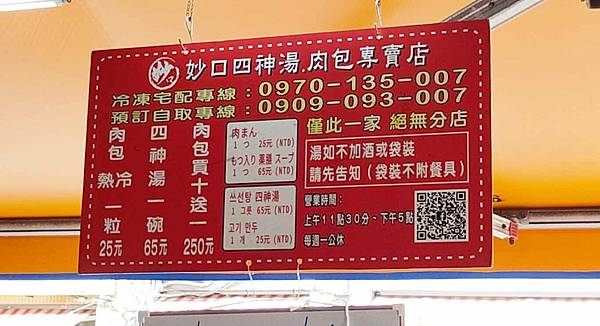 妙口四神湯.肉包專賣店
冷凍宅配專線:0970-135-007
預訂自取專線:0909-093-007
肉包 熱冷 一粒 25元
四神湯一碗 65元
肉包買十送一 250元
肉まん
1つ 25元(NTD)
もつ入り薬膳スープ
1つ 65元(NTD)
쓰선탕 四神湯
1그릇 65元(NTD)
고기 만두
1개 25元(NTD)
僅此一家 絕無分店
湯如不加酒或袋裝
請先告知(袋裝不附餐具)
營業時間:
上午11點30分-下午5點
每週一公休